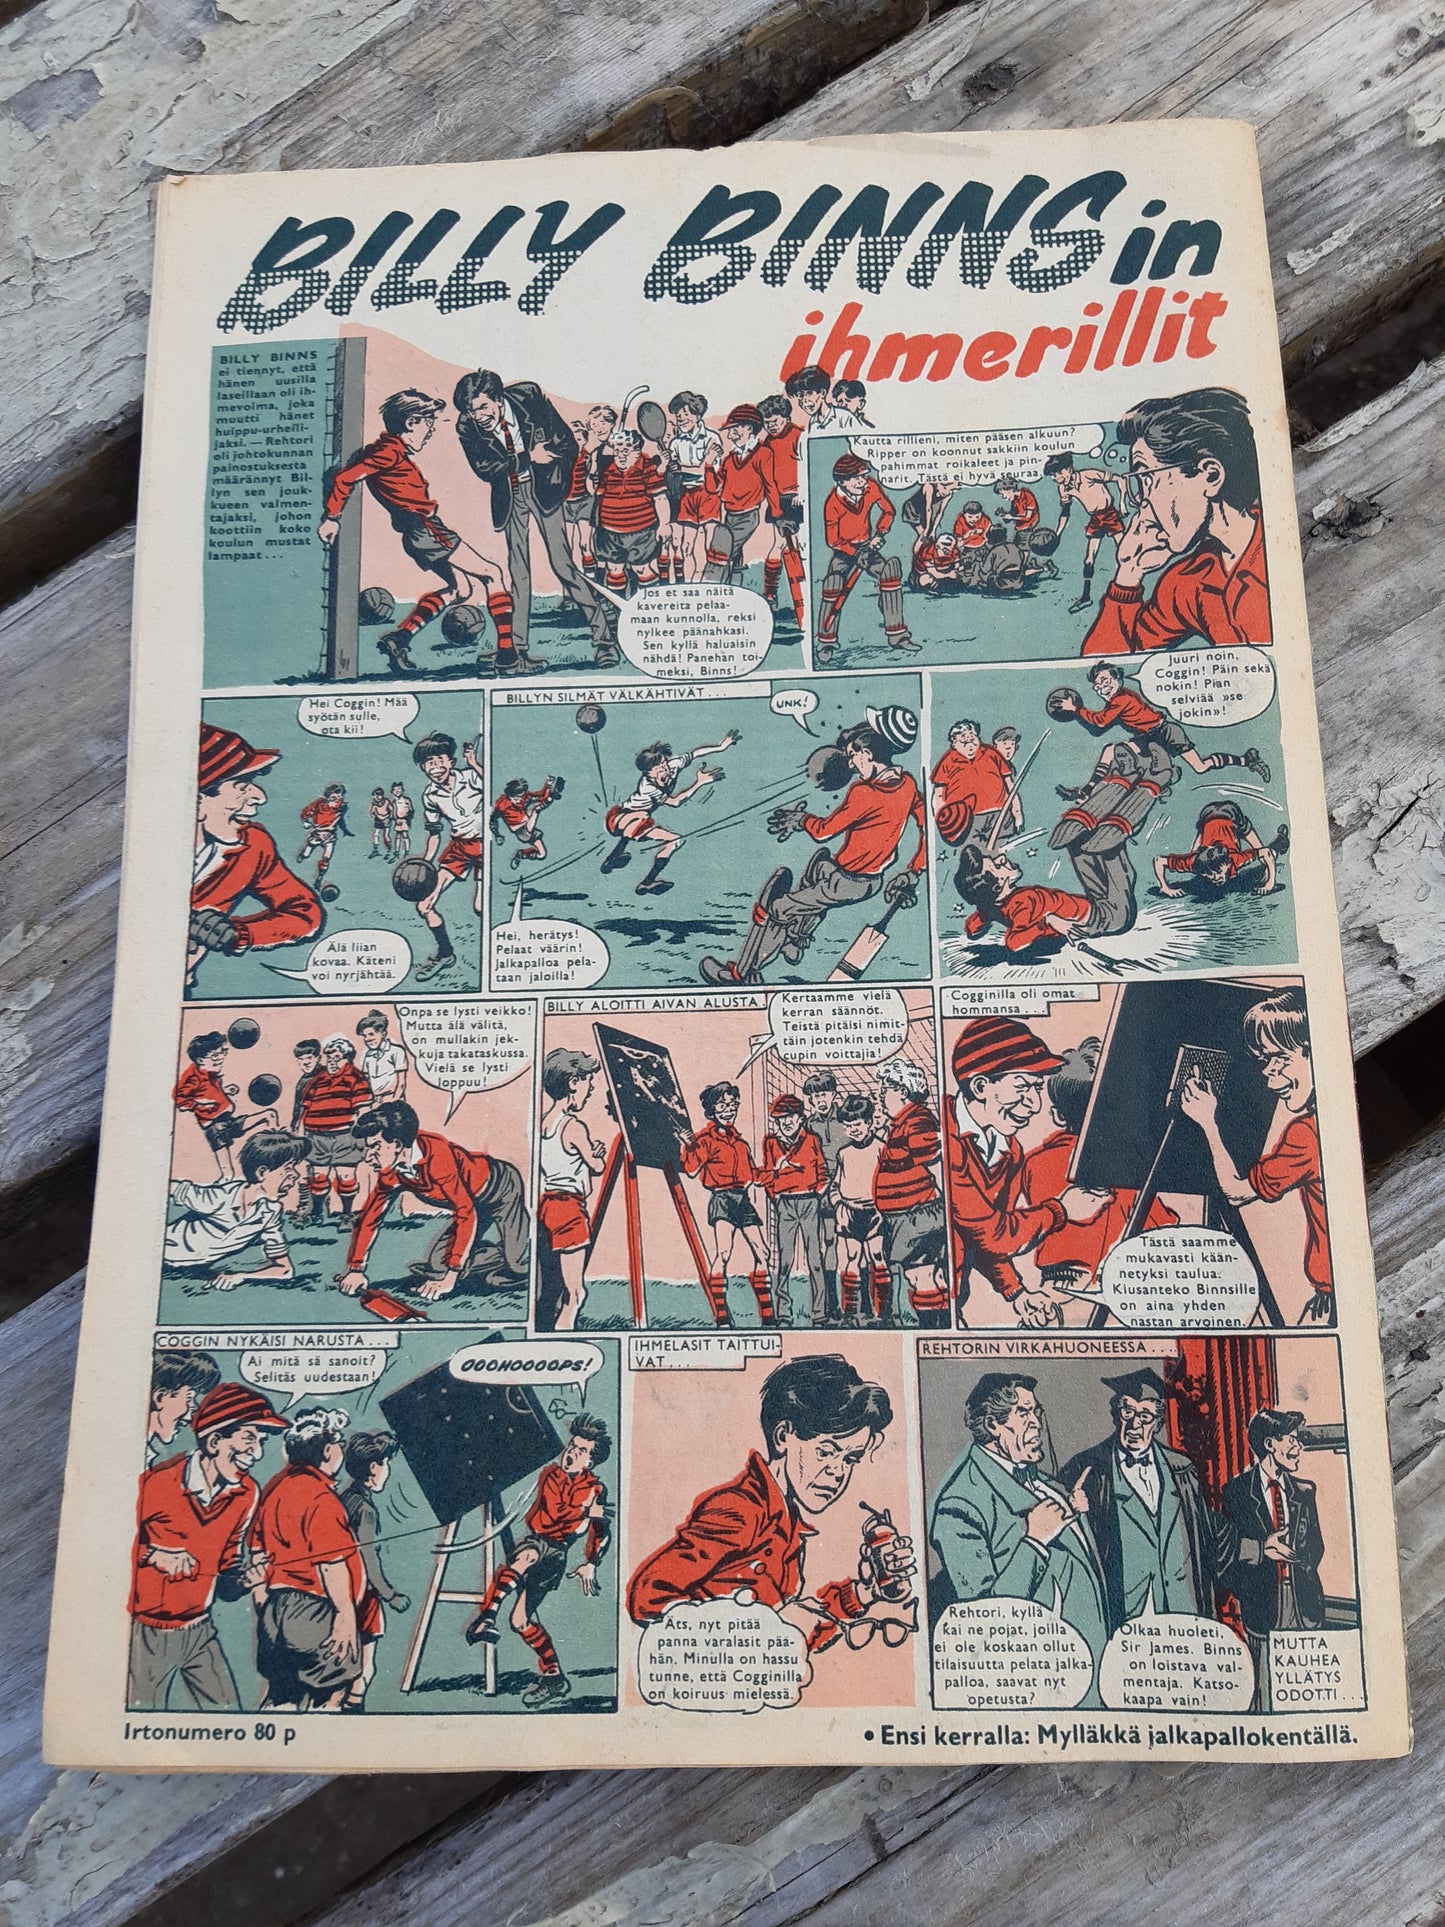 BILLY BINNS in
ihmerillit
BILLY BINNS
ei tiennyt, että
hänen uusilla
laseillaan oli ih-
mevoima, joka
muutti hänet
huippu-urheili-
jaksi. — Rehtori
oli johtokunnan
painostuksesta
määrännyt Bil-
lyn sen jouk-
kueen valmen-
tajaksi, johon
koottiin koko
koulun mustat
lampaat...
Jos et saa näitä
kavereita pelaa-
maan kunnolla, reksi
nylkee päänahkasi.
Sen kyllä haluaisin
nähdä! Panehan toi-
meksi, Binns!
Kautta rillieni, miten pääsen alkuun?
Ripper on koonnut sakkiin koulun
pahimmat roikaleet ja pin-
narit. Tästä ei hyvä seuraa.
Hei Coggin! Mää
syötän sulle,
ota kii!
Älä liian
kovaa. Käteni
voi nyrjähtää.
BILLYN SILMÄT VÄLKÄHTIVÄT...
UNK!
Hei, herätys!
Pelaat väärin!
Jalkapalloa pela-
taan jaloilla!
Juuri noin,
Coggin! Päin sekä
nokin! Pian
selviää »se
jokin»!
Onpa se lysti veikko!
Mutta älä välitä,
on mullakin jek-
kuja takataskussa.
Vielä se lysti
loppuu!
BILLY ALOITTI AIVAN ALUSTA.
Kertaamme vielä
kerran säännöt.
Teistä pitäisi nimit-
täin jotenkin tehdä
cupin voittajia!
Cogginilla oli omat
hommansa...
Tästä saamme
mukavasti kään-
netyksi taulua.
Kiusanteko Binnsille
on aina yhden
nastan arvoinen.
COGGIN NYKÄISI NARUSTA...
Ai mitä sä sanoit?
Selitäs uudestaan!
OOOHOOOOPS!
IHMELASIT TAITTUI-
VAT...
Äts, nyt pitää
panna varalasit pää-
hän. Minulla on hassu
tunne, että Cogginilla
on koiruus mielessä.
REHTORIN VIRKAHUONEESSA....
Rehtori, kyllä
kai ne pojat, joilla
ei ole koskaan ollut
tilaisuutta pelata jalka-
palloa, saavat nyt
opetusta?
Olkaa huoleti,
Sir James. Binns
on loistava val-
mentaja. Katso-
kaapa vain!
MUTTA
KAUHEA
YLLÄTYS
ODOTTI...
Irtonumero 80 p
• Ensi kerralla: Mylläkkä jalkapallokentällä.